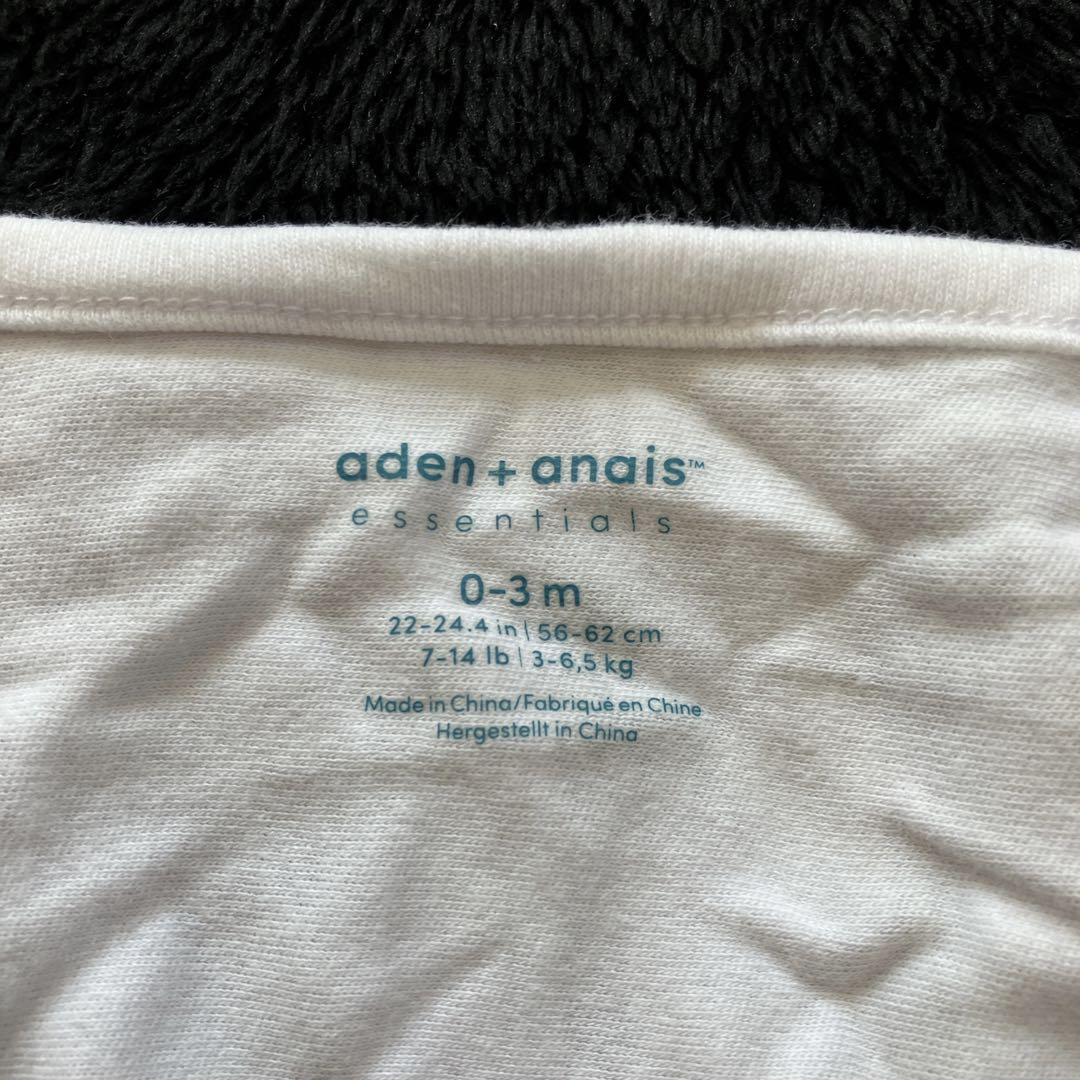 aden + anais™
essentials
0-3 m
22-24.4 in | 56-62 cm
7-14 lb | 3-6,5 kg
Made in China/Fabriqué en Chine
Hergestellt in China